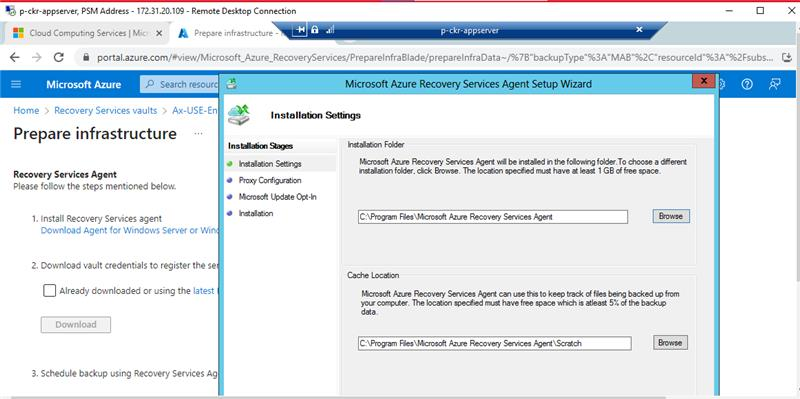 p-ckr-appserver, PSM Address - 172.31.20.109 - Remote Desktop Connection
Cloud Computing Services | Micr
Prepare infrastructure -
p-ckr-appserver
portal.azure.com/#view/Microsoft_Azure_RecoveryServices/PrepareInfraBlade/prepareInfraData~/%7B"backupType"%3A"MAB"%2C"resourceId"%3A"%2Fsubs...
Microsoft Azure
Search
Microsoft Azure Recovery Services Agent Setup Wizard
Home > Recovery Services vaults > Ax-USE-En
Prepare infrastructure ...
Recovery Services Agent
Please follow the steps mentioned below.
1. Install Recovery Services agent
Download Agent for Windows Server or Wind
2. Download vault credentials to register the ser
Already downloaded or using the latest
Download
3. Schedule backup using Recovery Services Ag
Installation Settings
Installation Stages
Installation Settings
Proxy Configuration
Microsoft Update Opt-In
Installation
Installation Folder
Microsoft Azure Recovery Services Agent will be installed in the following folder.To choose a different
installation folder, click Browse. The location specified must have at least 1 GB of free space.
C:\Program Files\Microsoft Azure Recovery Services Agent
Browse
Cache Location
Microsoft Azure Recovery Services Agent can use this to keep track of files being backed up from
your computer. The location specified must have free space which is atleast 5% of the backup
data.
C:\Program Files\Microsoft Azure Recovery Services Agent\Scratch
Browse